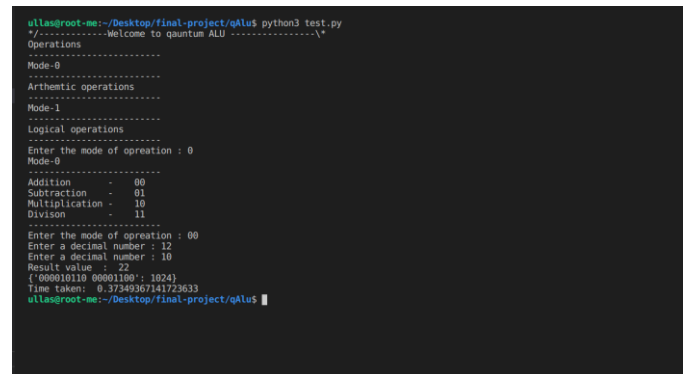 ullas@root-me:~/Desktop/final-project/qAlu$ python3 test.py
*/-------------Welcome to qauntum ALU ----------------\*
Operations
-------------------------
Mode-0
-------------------------
Arthemtic operations
-------------------------
Mode-1
-------------------------
Logical operations
-------------------------
Enter the mode of opreation : 0
Mode-0
-------------------------
Addition - 00
Subtraction - 01
Multiplication - 10
Divison - 11
-------------------------
Enter the mode of opreation : 00
Enter a decimal number : 12
Enter a decimal number : 10
Result value : 22
{'000010110 00001100': 1024}
Time taken: 0.37349367141723633
ullas@root-me:~/Desktop/final-project/qAlu$